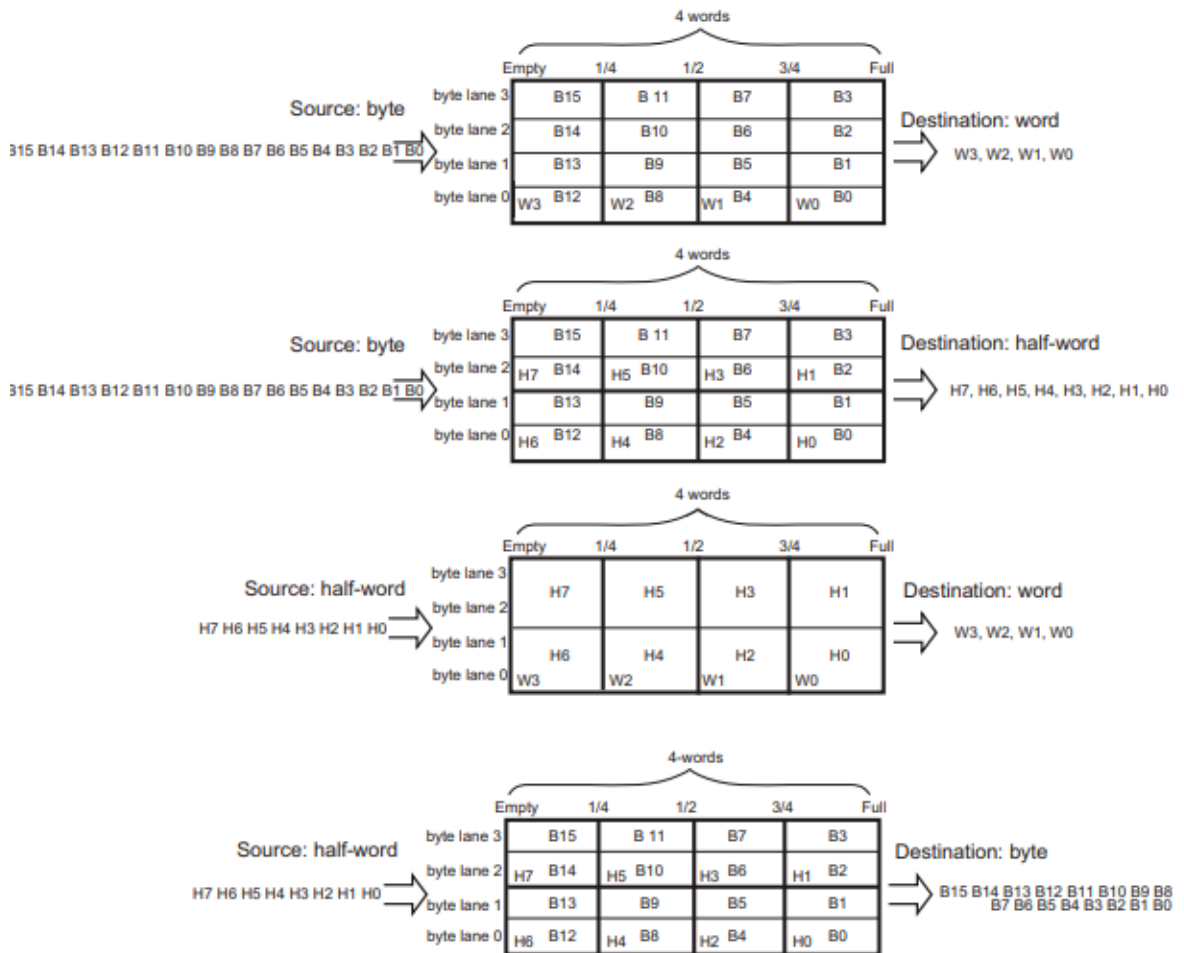 4 words
Empty 1/4 1/2 3/4 Full
byte lane 3 B15 B 11 B7 B3
Source: byte
byte lane 2 B14 B10 B6 B2
Destination: word
B15 B14 B13 B12 B11 B10 B9 B8 B7 B6 B5 B4 B3 B2 B1 B0
W3, W2, W1, W0
byte lane 1 B13 B9 B5 B1
byte lane 0 W3 B12 W2 B8 W1 B4 W0 B0
4 words
Empty 1/4 1/2 3/4 Full
byte lane 3 B15 B 11 B7 B3
Source: byte
Destination: half-word
byte lane 2 H7 B14 H5 B10 H3 B6 H1 B2
B15 B14 B13 B12 B11 B10 B9 B8 B7 B6 B5 B4 B3 B2 B1 B0
H7, H6, H5, H4, H3, H2, H1, H0
byte lane 1 B13 B9 B5 B1
byte lane 0 H6 B12 H4 B8 H2 B4 H0 B0
4 words
Empty 1/4 1/2 3/4 Full
byte lane 3
Source: half-word
H7 H5 H3 H1
Destination: word
byte lane 2
H7 H6 H5 H4 H3 H2 H1 H0
W3, W2, W1, W0
byte lane 1
H6 H4 H2 H0
byte lane 0 W3 W2 W1 W0
4-words
Empty 1/4 1/2 3/4 Full
byte lane 3 B15 B 11 B7 B3
Source: half-word
Destination: byte
byte lane 2 H7 B14 H5 B10 H3 B6 H1 B2
H7 H6 H5 H4 H3 H2 H1 H0
B15 B14 B13 B12 B11 B10 B9 B8
B7 B6 B5 B4 B3 B2 B1 B0
byte lane 1 B13 B9 B5 B1
byte lane 0 H6 B12 H4 B8 H2 B4 H0 B0